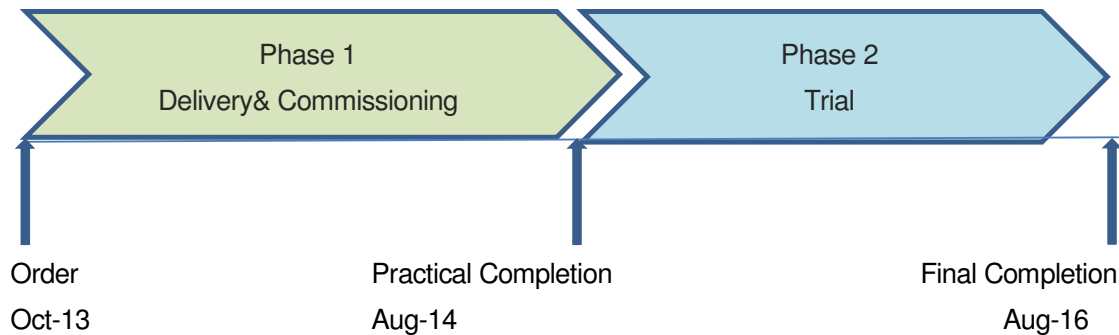 Phase 1
Delivery& Commissioning
Phase 2
Trial
Order
Oct-13
Practical Completion
Aug-14
Final Completion
Aug-16